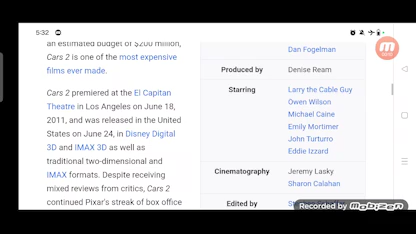 5:32
an estimated budget of $200 million,
Cars 2 is one of the most expensive
films ever made.
Cars 2 premiered at the El Capitan
Theatre in Los Angeles on June 18,
2011, and was released in the United
States on June 24, in Disney Digital
3D and IMAX 3D as well as
traditional two-dimensional and
IMAX formats. Despite receiving
mixed reviews from critics, Cars 2
continued Pixar's streak of box office
Dan Fogelman
Produced by Denise Ream
Starring Larry the Cable Guy
Owen Wilson
Michael Caine
Emily Mortimer
John Turturro
Eddie Izzard
Cinematography Jeremy Lasky
Sharon Calahan
Edited by
Recorded by Mobizen